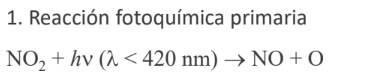 1. Reacción fotoquímica primaria
NO₂ + hν (λ < 420 nm) → NO + O